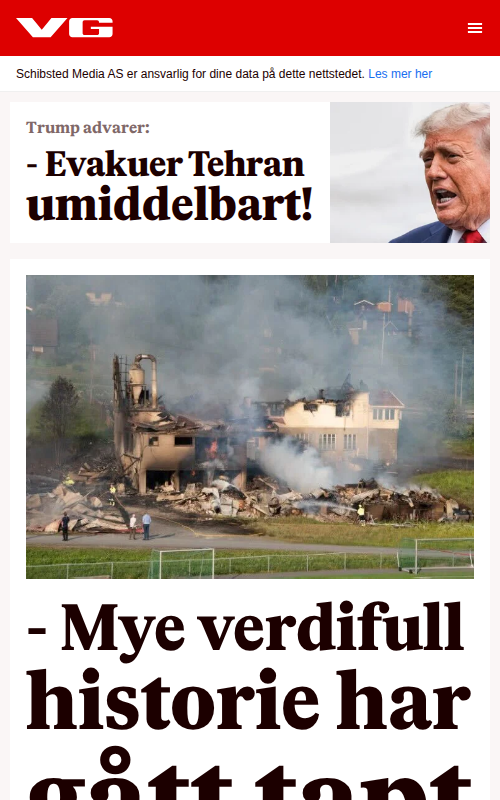 VG
Schibsted Media AS er ansvarlig for dine data på dette nettstedet. Les mer her
Trump advarer:
- Evakuer Tehran
umiddelbart!
- Mye verdifull
historie har
gått tapt